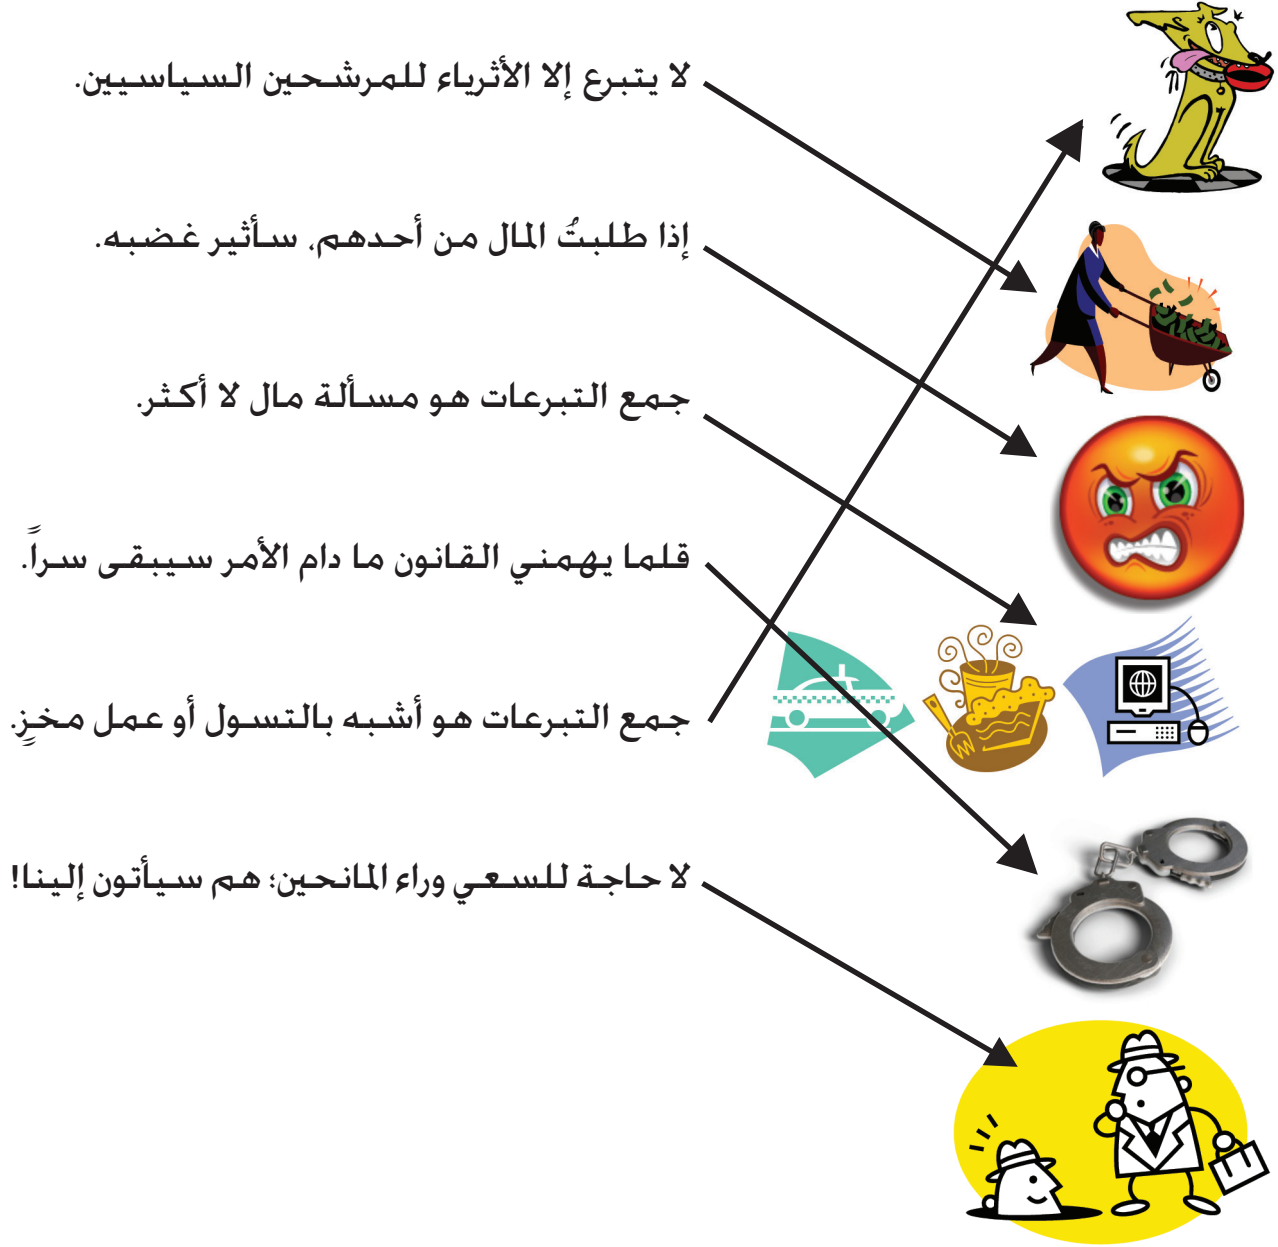 لا يتبرع إلا الأثرياء للمرشحين السياسيين.
إذا طلبتُ المال من أحدهم، سأثير غضبه.
جمع التبرعات هو مسألة مال لا أكثر.
قلما يهمني القانون ما دام الأمر سيبقى سراً.
جمع التبرعات هو أشبه بالتسول أو عمل مخزٍ.
لا حاجة للسعي وراء المانحين؛ هم سيأتون إلينا!